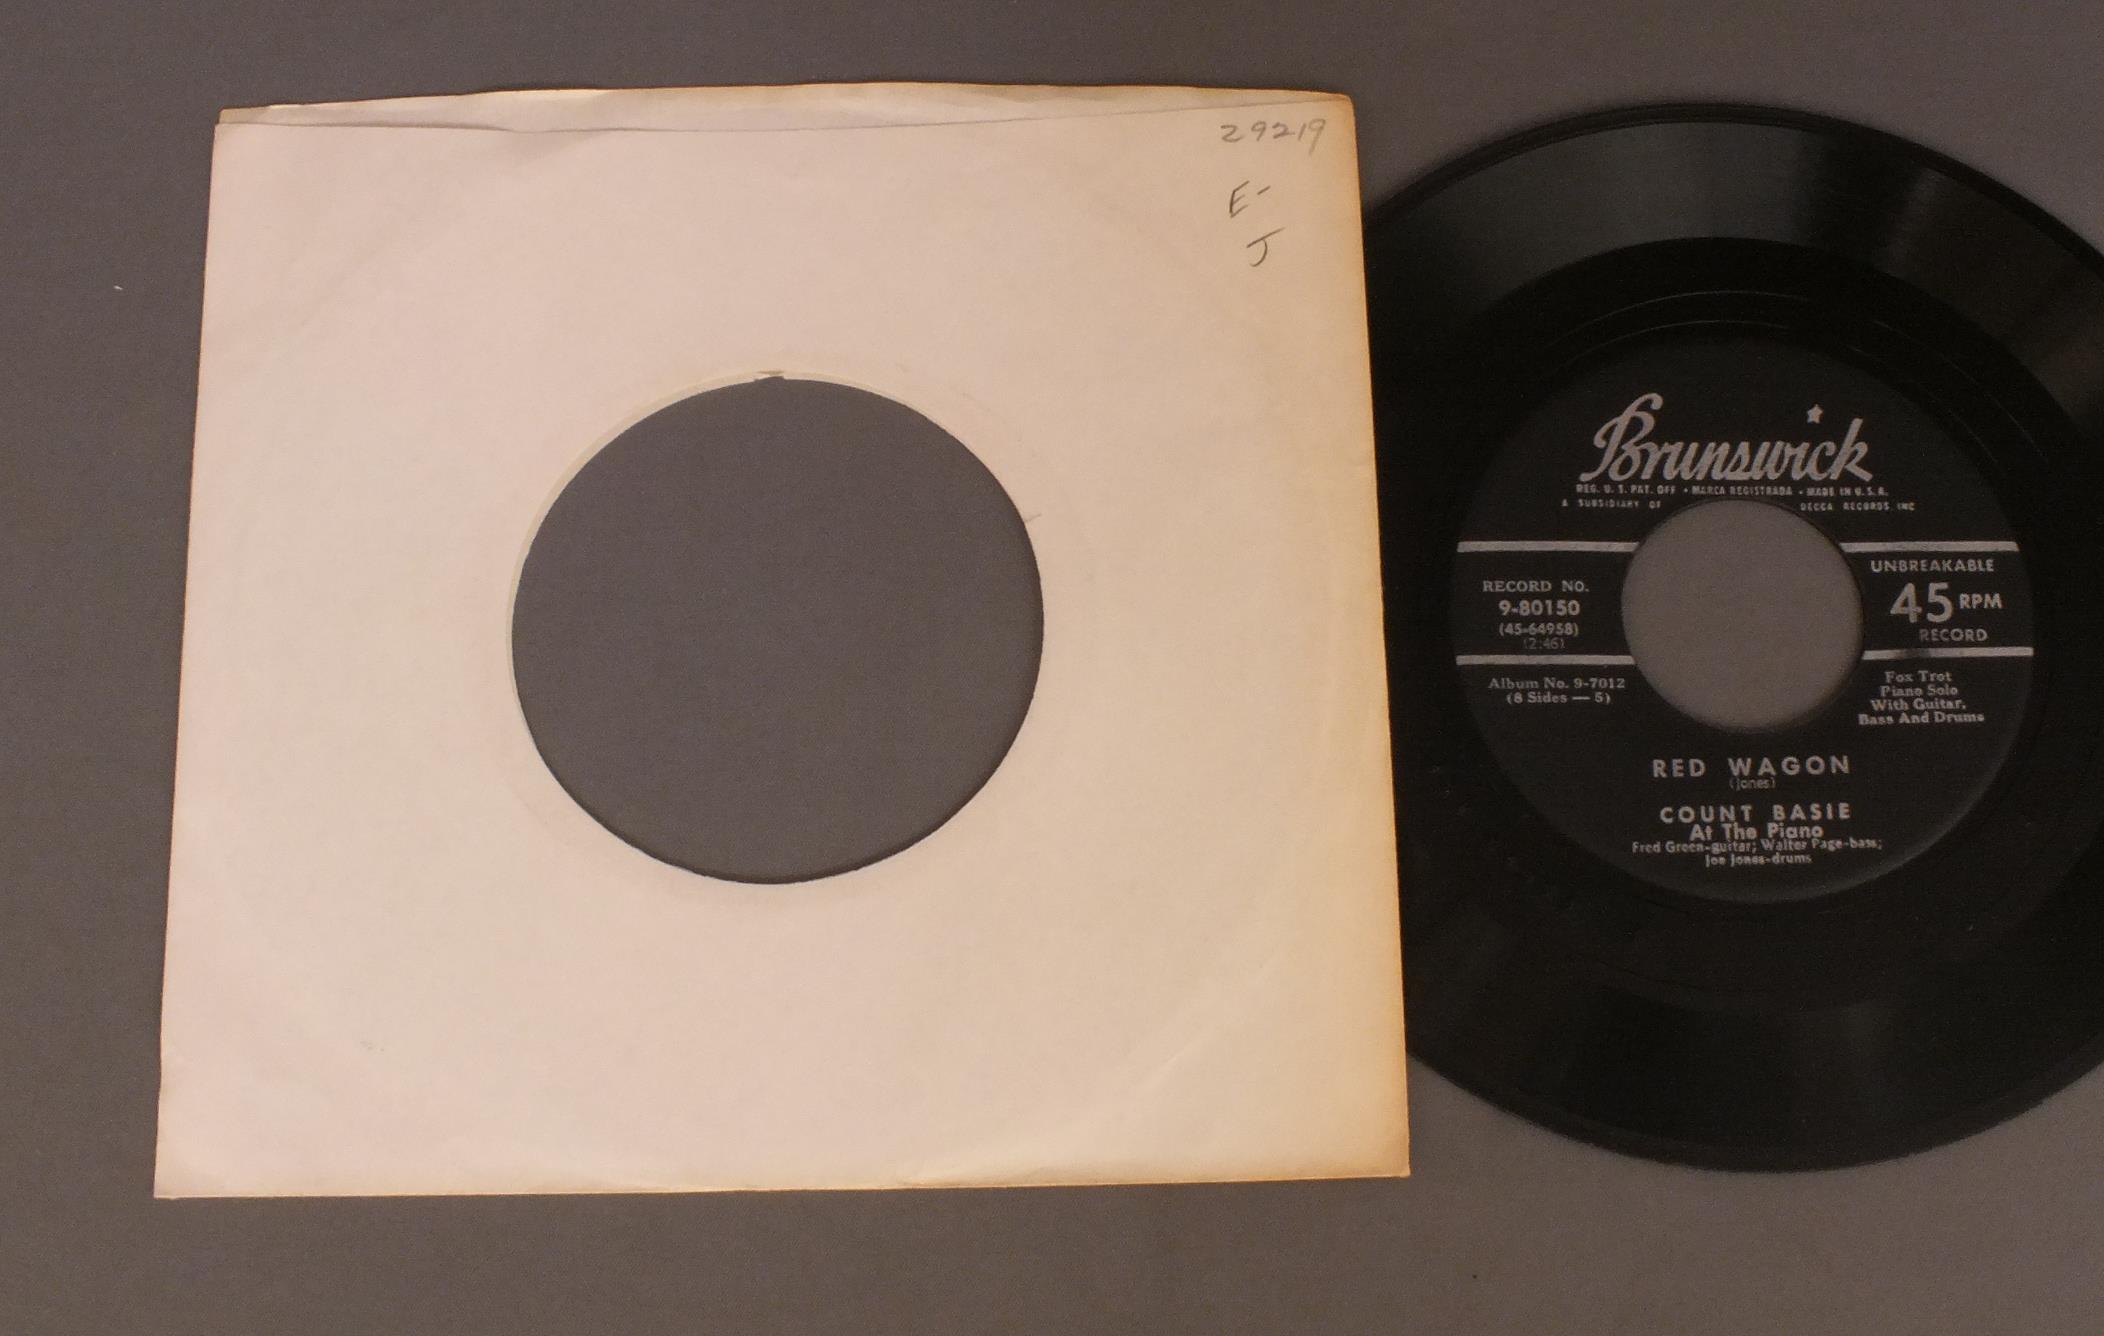 29219
E-
J
Brunswick
REG. U. S. PAT. OFF • MARCA REGISTRADA • MADE IN U.S.A.
A SUBSIDIARY OF DECCA RECORDS, INC
RECORD NO.
9-80150
(45-64958)
(2:46)
Album No. 9-7012
(8 Sides — 5)
UNBREAKABLE
45 RPM
RECORD
Fox Trot
Piano Solo
With Guitar,
Bass And Drums
RED WAGON
(Jones)
COUNT BASIE
At The Piano
Fred Green-guitar; Walter Page-bass;
Joe Jones-drums